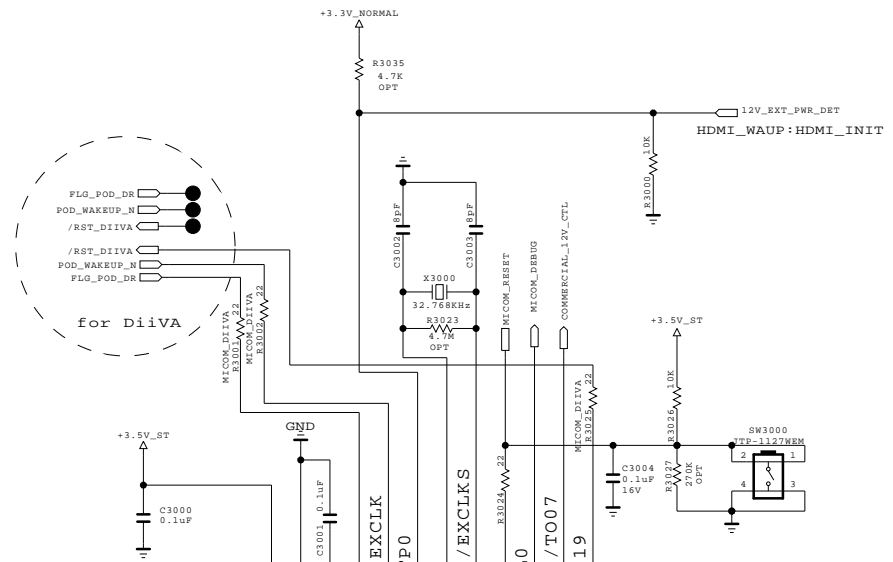 +3.3V_NORMAL
R3035
4.7K
OPT
12V_EXT_PWR_DET
HDMI_WAUP:HDMI_INIT
R3000
10K
FLG_POD_DR
POD_WAKEUP_N
/RST_DIIVA
/RST_DIIVA
POD_WAKEUP_N
FLG_POD_DR
for DiiVA
MICOM_DIIVA
R3001
22
MICOM_DIIVA
R3002
22
C3002
8pF
C3003
8pF
X3000
32.768KHz
R3023
4.7M
OPT
MICOM_RESET
MICOM_DEBUG
COMMERCIAL_12V_CTL
MICOM_DIIVA
R3025
22
+3.5V_ST
R3026
10K
SW3000
JTP-1127WEM
2
1
4
3
R3027
270K
OPT
C3004
0.1uF
16V
R3024
22
+3.5V_ST
C3000
0.1uF
GND
C3001
0.1uF
EXCLK
/EXCLKS
/TO07
19